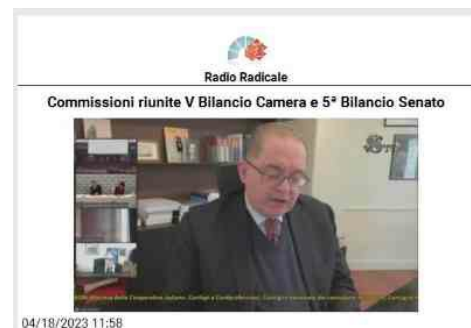 Radio Radicale
Commissioni riunite V Bilancio Camera e 5ª Bilancio Senato
04/18/2023 11:58